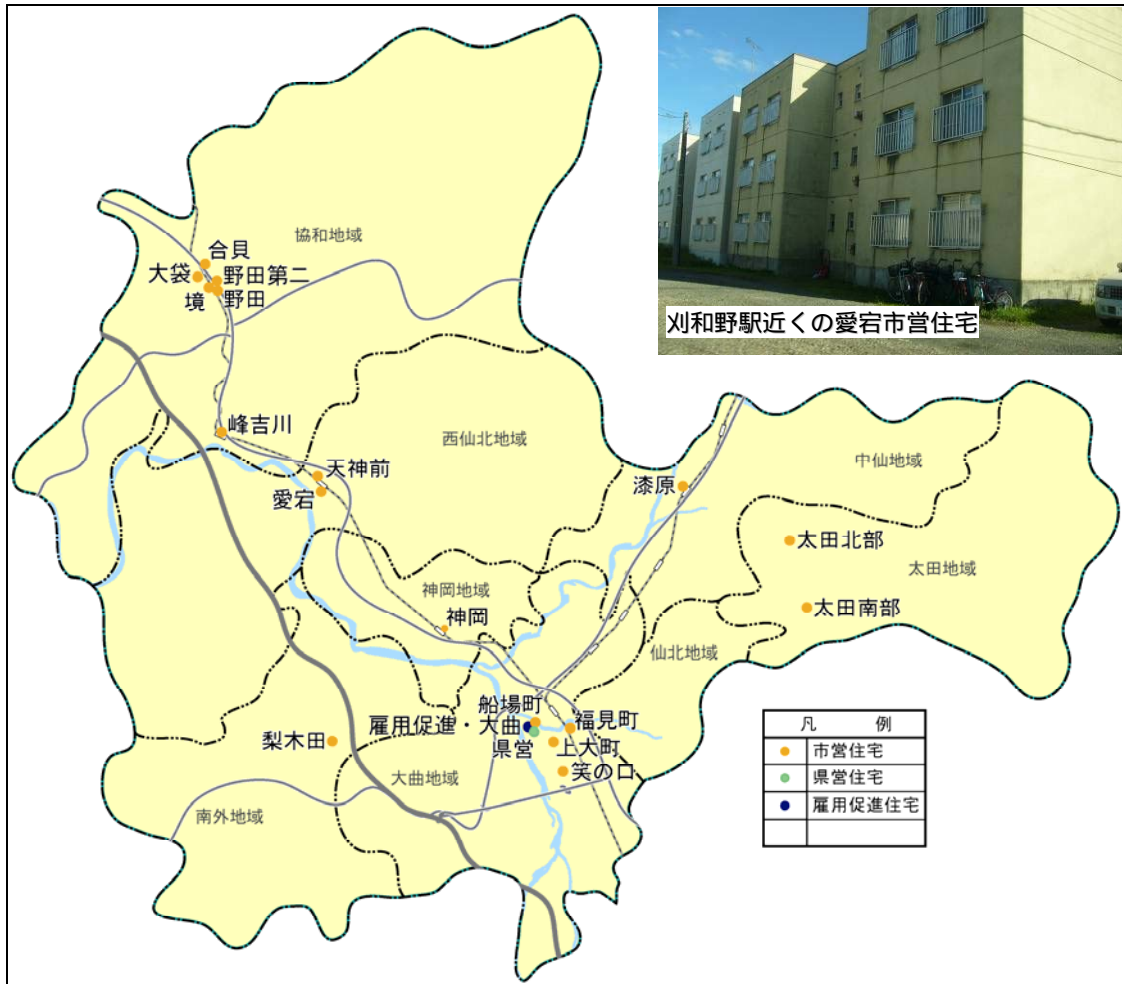 刈和野駅近くの愛宕市営住宅
協和地域
合貝
大袋
野田第二
境
野田
峰吉川
西仙北地域
天神前
愛宕
漆原
中仙地域
太田北部
太田地域
太田南部
神岡地域
神岡
仙北地域
船場町
雇用促進・大曲
福見町
県営
上大町
梨木田
笑の口
大曲地域
南外地域
凡　例
市営住宅
県営住宅
雇用促進住宅